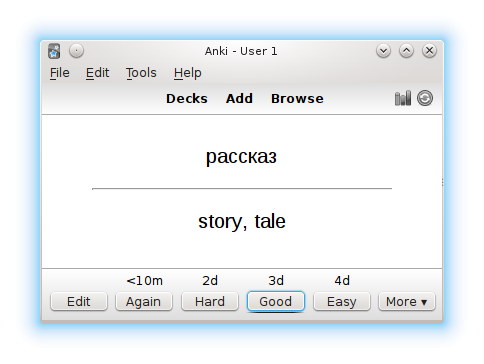 Anki - User 1
File Edit Tools Help
Decks Add Browse
рассказ
story, tale
<10m 2d 3d 4d
Edit Again Hard Good Easy More ▾